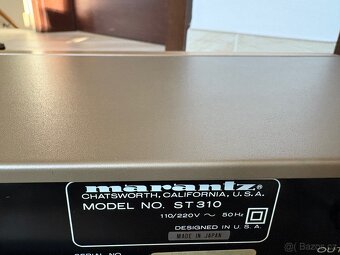 marantz®
CHATSWORTH, CALIFORNIA, U.S.A.
MODEL NO. ST310
110/220V ~ 50Hz
DESIGNED IN U.S.A.
MADE IN JAPAN
SERIAL NO.
OUT